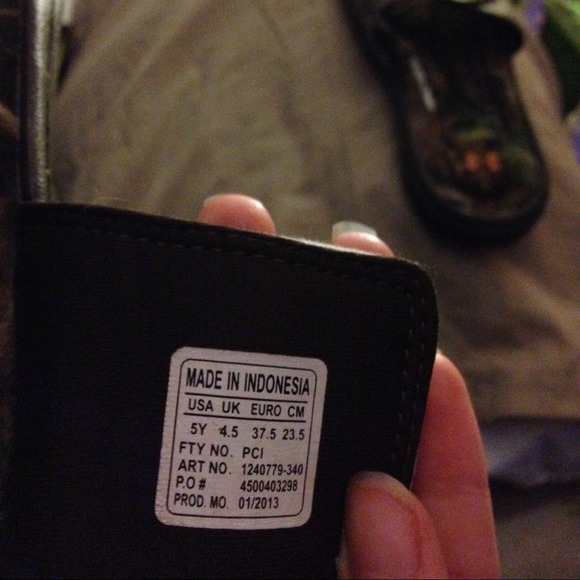 MADE IN INDONESIA
USA UK EURO CM
5Y 4.5 37.5 23.5
FTY NO. PCI
ART NO. 1240779-340
P.O # 4500403298
PROD. MO. 01/2013